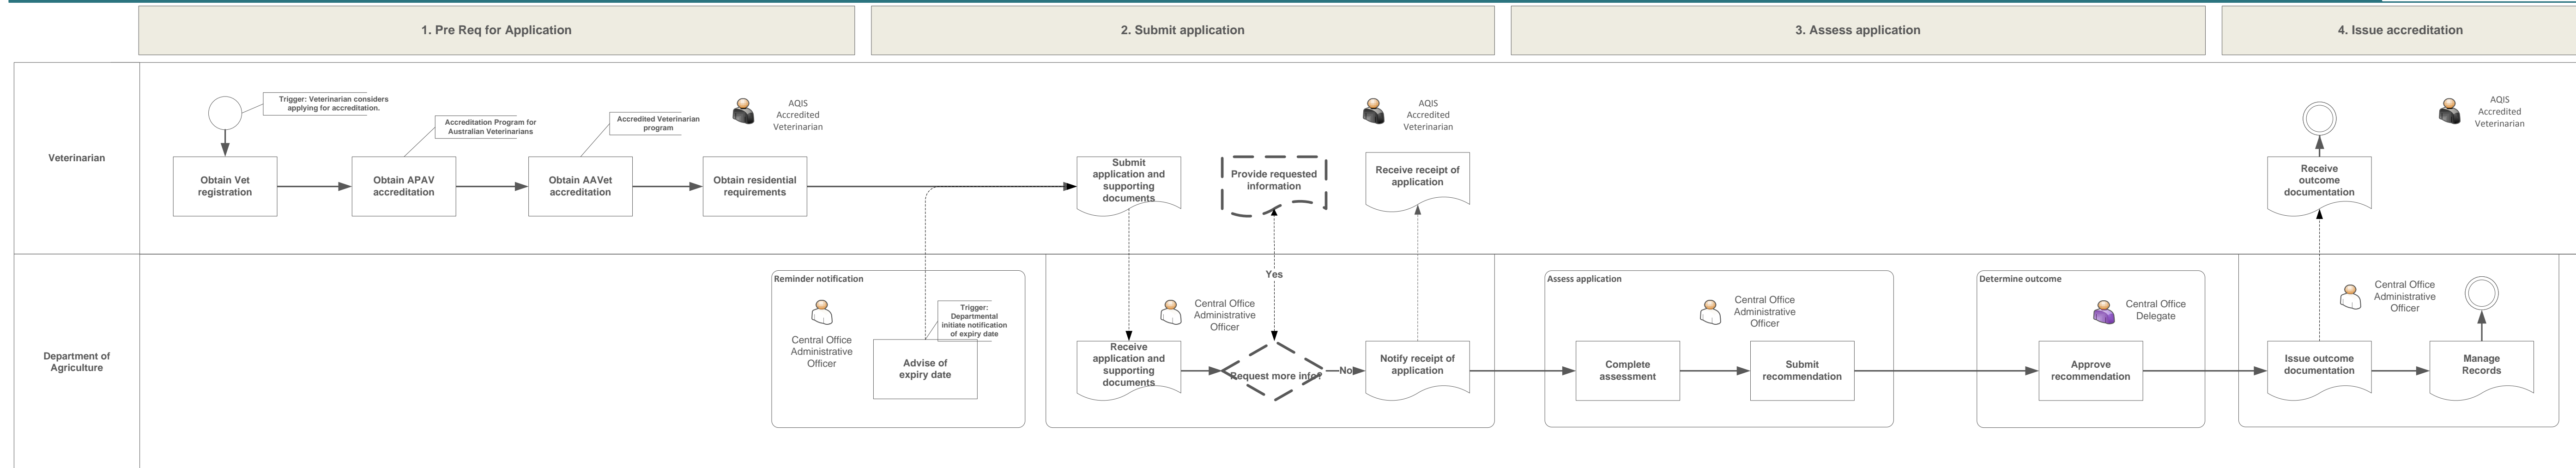 1. Pre Req for Application
2. Submit application
3. Assess application
4. Issue accreditation
Veterinarian
Trigger: Veterinarian considers
applying for accreditation.
Accreditation Program for
Australian Veterinarians
Accredited Veterinarian
program
AQIS
Accredited
Veterinarian
Obtain Vet
registration
Obtain APAV
accreditation
Obtain AAVet
accreditation
Obtain residential
requirements
Submit
application and
supporting
documents
Provide requested
information
AQIS
Accredited
Veterinarian
Receive receipt of
application
Receive
outcome
documentation
AQIS
Accredited
Veterinarian
Department of
Agriculture
Reminder notification
Central Office
Administrative
Officer
Trigger:
Departmental
initiate notification
of expiry date
Advise of
expiry date
Central Office
Administrative
Officer
Receive
application and
supporting
documents
Yes
Request more info?
No
Notify receipt of
application
Assess application
Central Office
Administrative
Officer
Complete
assessment
Submit
recommendation
Determine outcome
Central Office
Delegate
Approve
recommendation
Central Office
Administrative
Officer
Issue outcome
documentation
Manage
Records